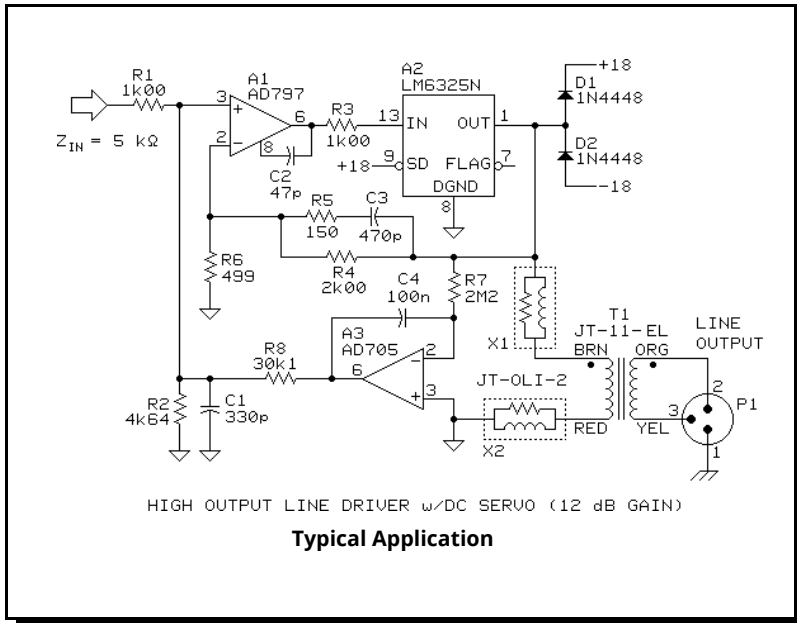 R1
1k00
Z_IN = 5 kΩ
A1
AD797
3
+
2
−
6
8
C2
47p
R3
1k00
A2
LM6325N
13
IN
OUT
1
+18
9
SD
FLAG
7
DGND
8
+18
D1
1N4448
D2
1N4448
−18
R5
150
C3
470p
R4
2k00
R6
499
C4
100n
R7
2M2
A3
AD705
6
−
2
+
3
R8
30k1
R2
4k64
C1
330p
X1
JT-OLI-2
X2
T1
JT-11-EL
BRN
ORG
RED
YEL
LINE
OUTPUT
2
3
P1
1
HIGH OUTPUT LINE DRIVER w/DC SERVO (12 dB GAIN)
Typical Application